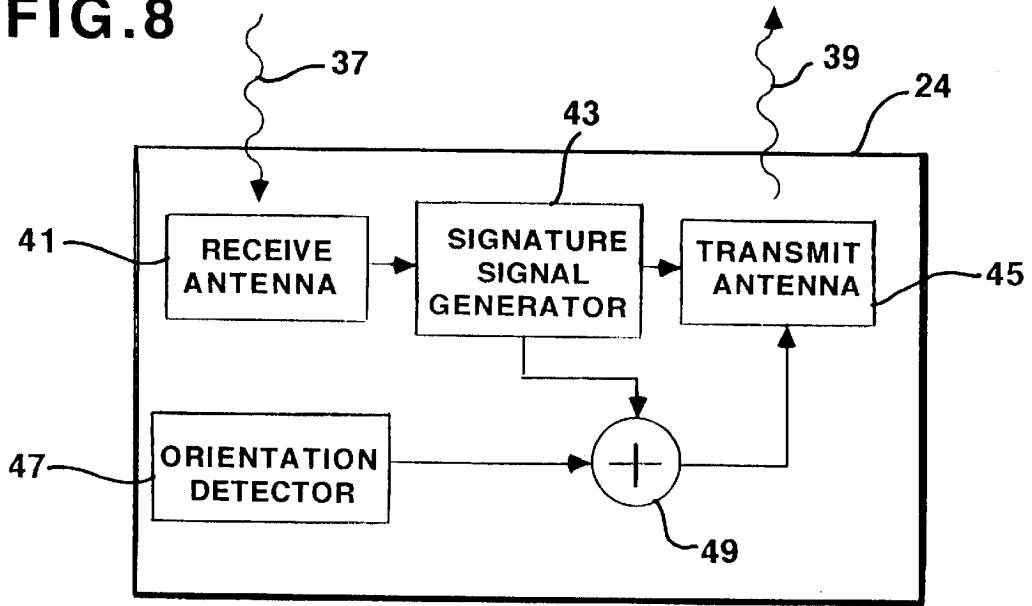 FIG.8
37
39
24
43
41
RECEIVE
ANTENNA
SIGNATURE
SIGNAL
GENERATOR
TRANSMIT
ANTENNA
45
47
ORIENTATION
DETECTOR
49